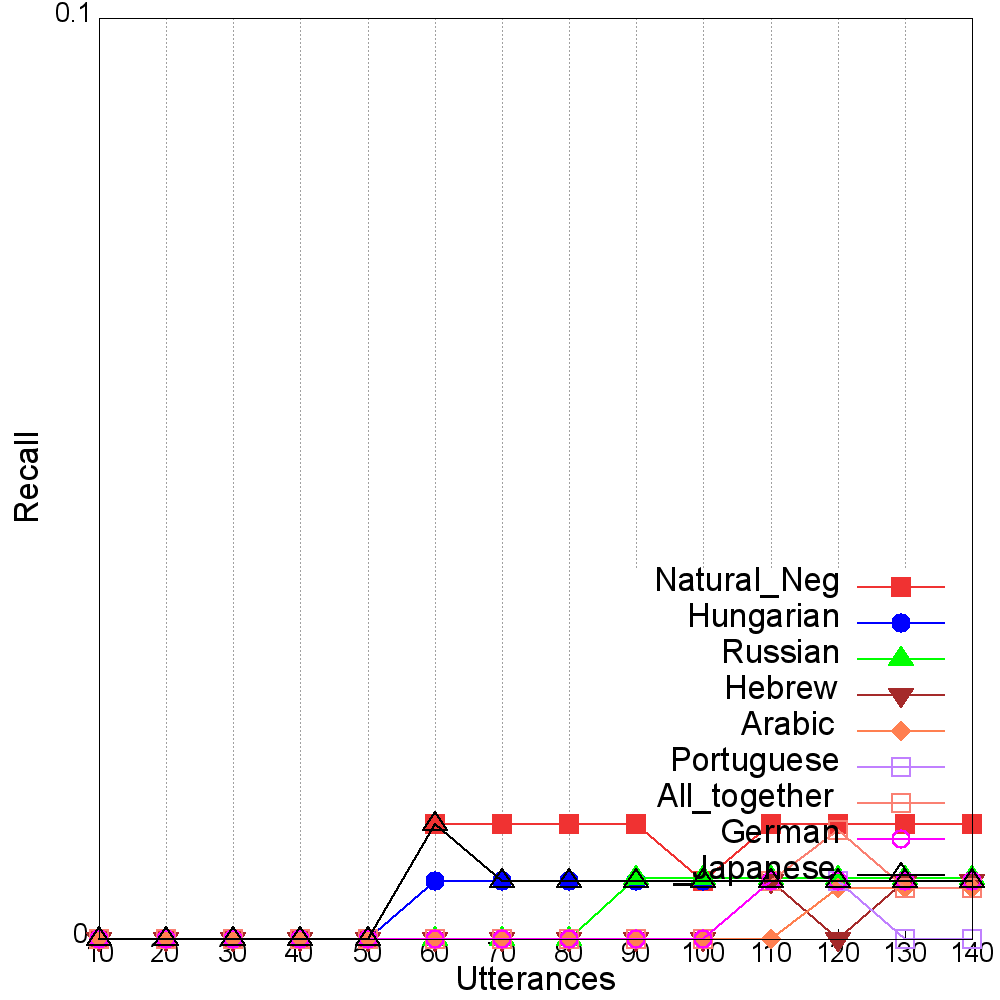 0.1
Recall
Natural_Neg
Hungarian
Russian
Hebrew
Arabic
Portuguese
All_together
German
_Japanese
0
10 20 30 40 50 60 70 80 90 100 110 120 130 140
Utterances